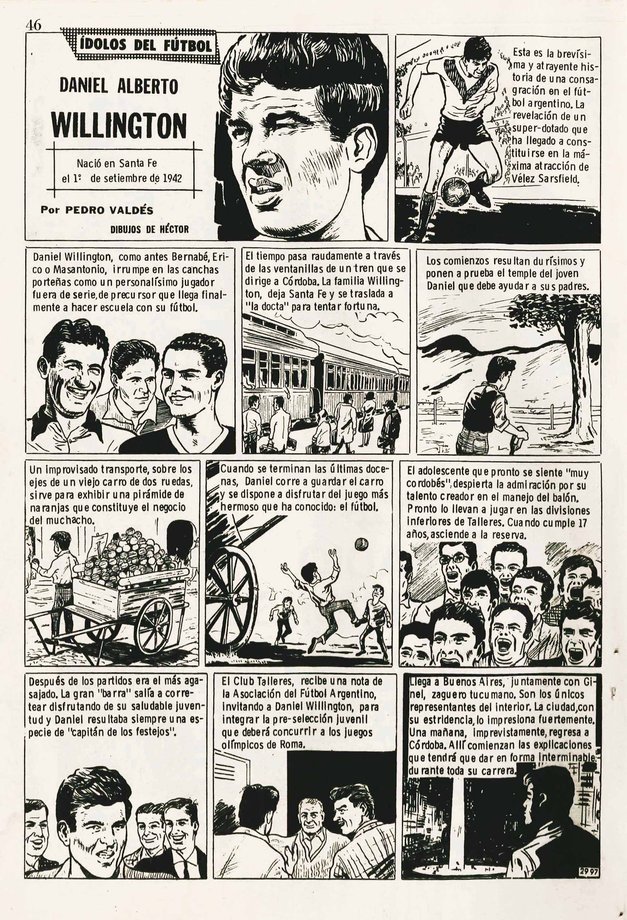 46
ÍDOLOS DEL FÚTBOL
DANIEL ALBERTO
WILLINGTON
Nació en Santa Fe
el 1º de setiembre de 1942
Por PEDRO VALDÉS
DIBUJOS DE HÉCTOR
Esta es la brevísi-
ma y atrayente his-
toria de una consa-
gración en el fút-
bol argentino. La
revelación de un
super-dotado que
ha llegado a cons-
tituirse en la má-
xima atracción de
Vélez Sarsfield.
Daniel Willington, como antes Bernabé, Eri-
co o Masantonio, irrumpe en las canchas
porteñas como un personalísimo jugador
fuera de serie, de precursor que llega final-
mente a hacer escuela con su fútbol.
El tiempo pasa raudamente a través
de las ventanillas de un tren que se
dirige a Córdoba. La familia Willing-
ton, deja Santa Fe y se traslada a
"la docta" para tentar fortuna.
Los comienzos resultan durísimos y
ponen a prueba el temple del joven
Daniel que debe ayudar a sus padres.
Un improvisado transporte, sobre los
ejes de un viejo carro de dos ruedas,
sirve para exhibir una pirámide de
naranjas que constituye el negocio
del muchacho.
Cuando se terminan las últimas doce-
nas, Daniel corre a guardar el carro
y se dispone a disfrutar del juego más
hermoso que ha conocido: el fútbol.
El adolescente que pronto se siente "muy
cordobés", despierta la admiración por su
talento creador en el manejo del balón.
Pronto lo llevan a jugar en las divisiones
inferiores de Talleres. Cuando cumple 17
años, asciende a la reserva.
Después de los partidos era el más aga-
sajado. La gran "barra" salía a corre-
tear disfrutando de su saludable juven-
tud y Daniel resultaba siempre una es-
pecie de "capitán de los festejos".
El Club Talleres, recibe una nota de
la Asociación del Fútbol Argentino,
invitando a Daniel Willington, para
integrar la pre-selección juvenil
que deberá concurrir a los juegos
olímpicos de Roma.
Llega a Buenos Aires, juntamente con Gi-
nel, zaguero tucumano. Son los únicos
representantes del interior. La ciudad, con
su estridencia, lo impresiona fuertemente.
Una mañana, imprevistamente, regresa a
Córdoba. Allí comienzan las explicaciones
que tendrá que dar en forma interminable
durante toda su carrera.
2997